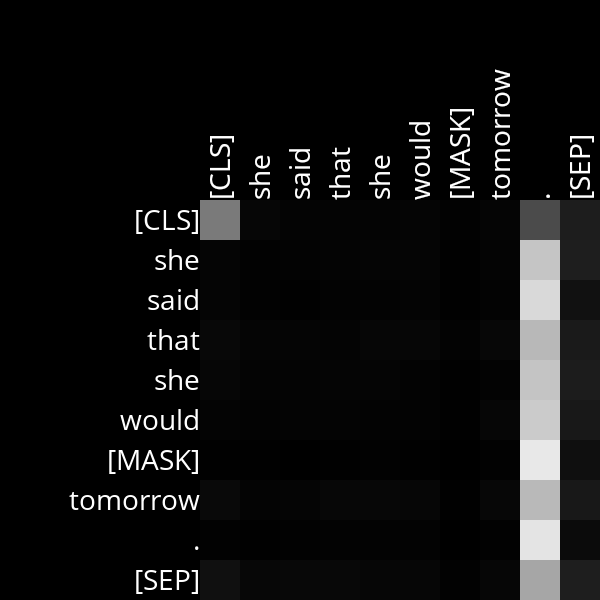 [CLS] she said that she would [MASK] tomorrow . [SEP]
[CLS]
she
said
that
she
would
[MASK]
tomorrow
.
[SEP]